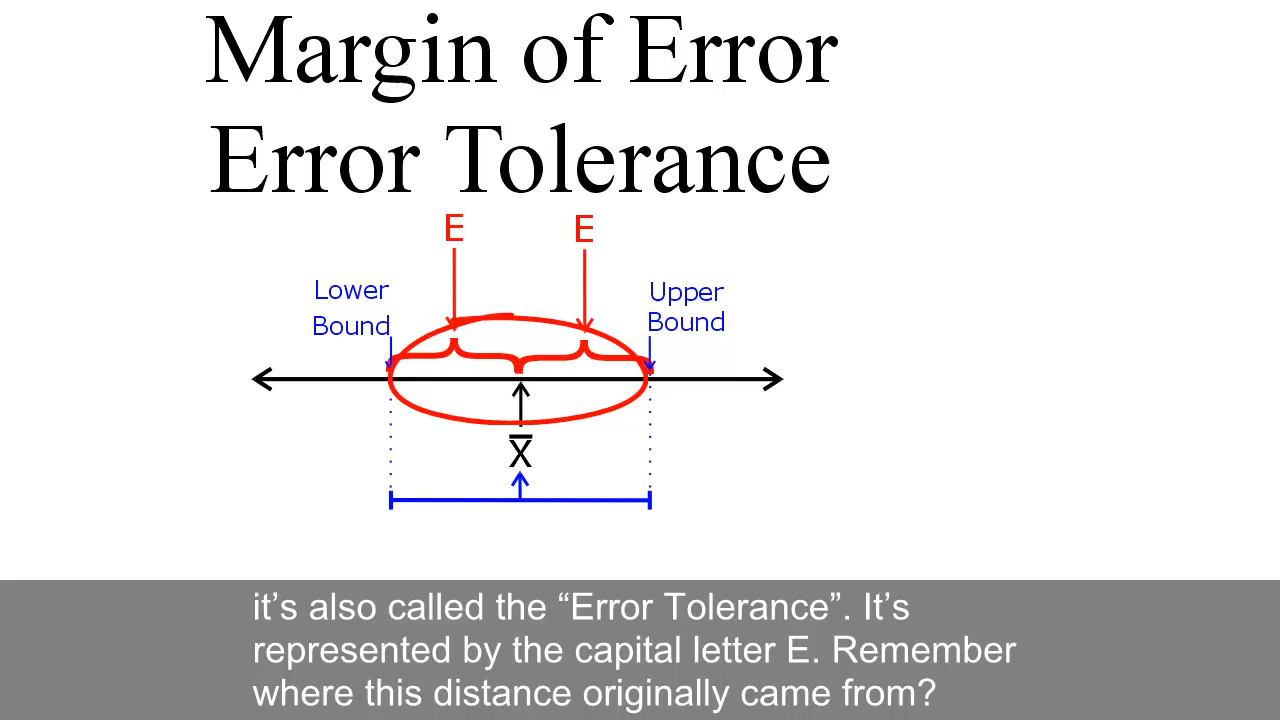 Margin of Error
Error Tolerance
E E
Lower Bound
Upper Bound
X̅
it’s also called the “Error Tolerance”. It’s
represented by the capital letter E. Remember
where this distance originally came from?